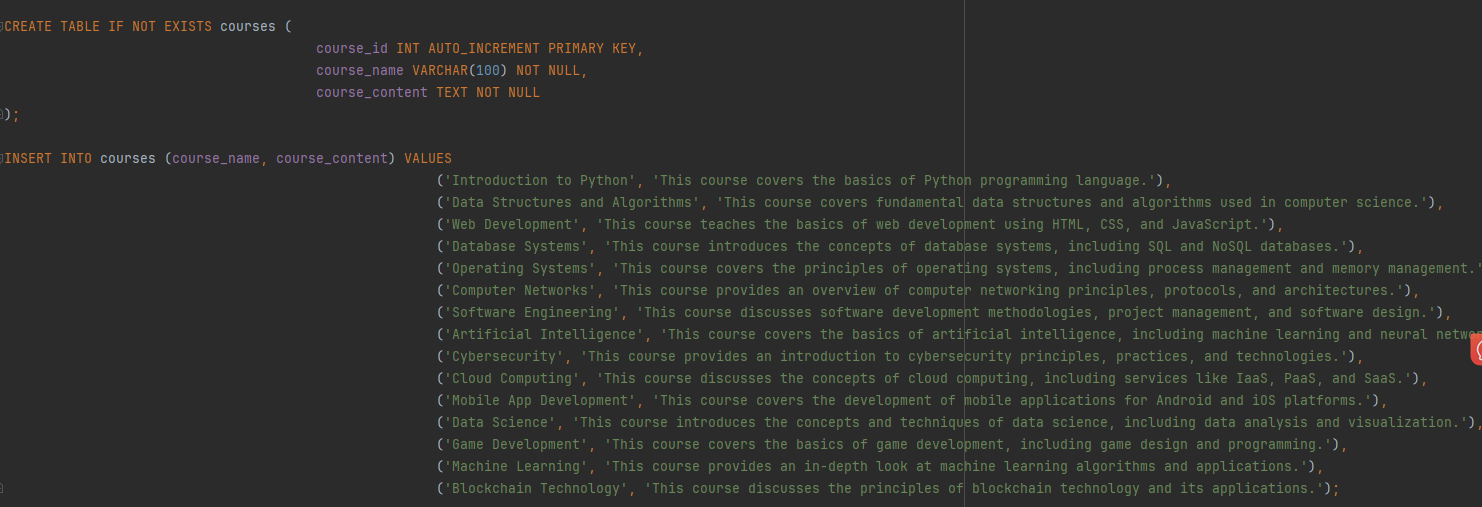 CREATE TABLE IF NOT EXISTS courses (
course_id INT AUTO_INCREMENT PRIMARY KEY,
course_name VARCHAR(100) NOT NULL,
course_content TEXT NOT NULL
);
INSERT INTO courses (course_name, course_content) VALUES
('Introduction to Python', 'This course covers the basics of Python programming language.'),
('Data Structures and Algorithms', 'This course covers fundamental data structures and algorithms used in computer science.'),
('Web Development', 'This course teaches the basics of web development using HTML, CSS, and JavaScript.'),
('Database Systems', 'This course introduces the concepts of database systems, including SQL and NoSQL databases.'),
('Operating Systems', 'This course covers the principles of operating systems, including process management and memory management.'
('Computer Networks', 'This course provides an overview of computer networking principles, protocols, and architectures.'),
('Software Engineering', 'This course discusses software development methodologies, project management, and software design.'),
('Artificial Intelligence', 'This course covers the basics of artificial intelligence, including machine learning and neural
('Cybersecurity', 'This course provides an introduction to cybersecurity principles, practices, and technologies.'),
('Cloud Computing', 'This course discusses the concepts of cloud computing, including services like IaaS, PaaS, and SaaS.'),
('Mobile App Development', 'This course covers the development of mobile applications for Android and iOS platforms.'),
('Data Science', 'This course introduces the concepts and techniques of data science, including data analysis and visualization.'),
('Game Development', 'This course covers the basics of game development, including game design and programming.'),
('Machine Learning', 'This course provides an in-depth look at machine learning algorithms and applications.'),
('Blockchain Technology', 'This course discusses the principles of blockchain technology and its applications.');